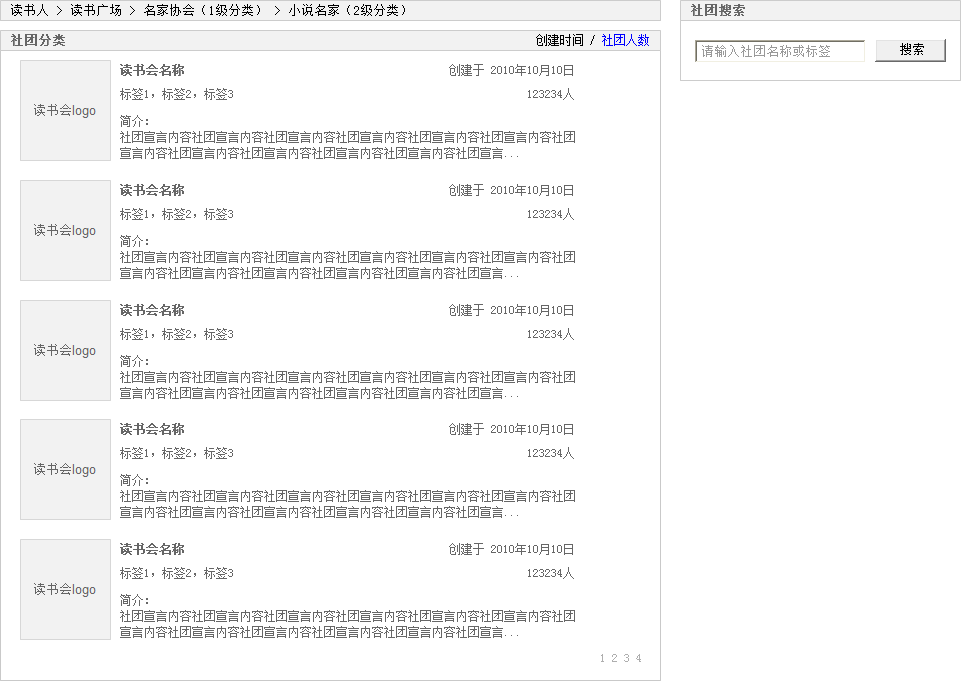 读书人 > 读书广场 > 名家协会（1级分类） > 小说名家（2级分类）
社团分类 创建时间 / 社团人数
读书会logo
读书会名称 创建于 2010年10月10日
标签1，标签2，标签3 123234人
简介：
社团宣言内容社团宣言内容社团宣言内容社团宣言内容社团宣言内容社团宣言内容社团
宣言内容社团宣言内容社团宣言内容社团宣言内容社团宣言内容社团宣言...
读书会logo
读书会名称 创建于 2010年10月10日
标签1，标签2，标签3 123234人
简介：
社团宣言内容社团宣言内容社团宣言内容社团宣言内容社团宣言内容社团宣言内容社团
宣言内容社团宣言内容社团宣言内容社团宣言内容社团宣言内容社团宣言...
读书会logo
读书会名称 创建于 2010年10月10日
标签1，标签2，标签3 123234人
简介：
社团宣言内容社团宣言内容社团宣言内容社团宣言内容社团宣言内容社团宣言内容社团
宣言内容社团宣言内容社团宣言内容社团宣言内容社团宣言内容社团宣言...
读书会logo
读书会名称 创建于 2010年10月10日
标签1，标签2，标签3 123234人
简介：
社团宣言内容社团宣言内容社团宣言内容社团宣言内容社团宣言内容社团宣言内容社团
宣言内容社团宣言内容社团宣言内容社团宣言内容社团宣言内容社团宣言...
读书会logo
读书会名称 创建于 2010年10月10日
标签1，标签2，标签3 123234人
简介：
社团宣言内容社团宣言内容社团宣言内容社团宣言内容社团宣言内容社团宣言内容社团
宣言内容社团宣言内容社团宣言内容社团宣言内容社团宣言内容社团宣言...
1 2 3 4
社团搜索
请输入社团名称或标签 搜索